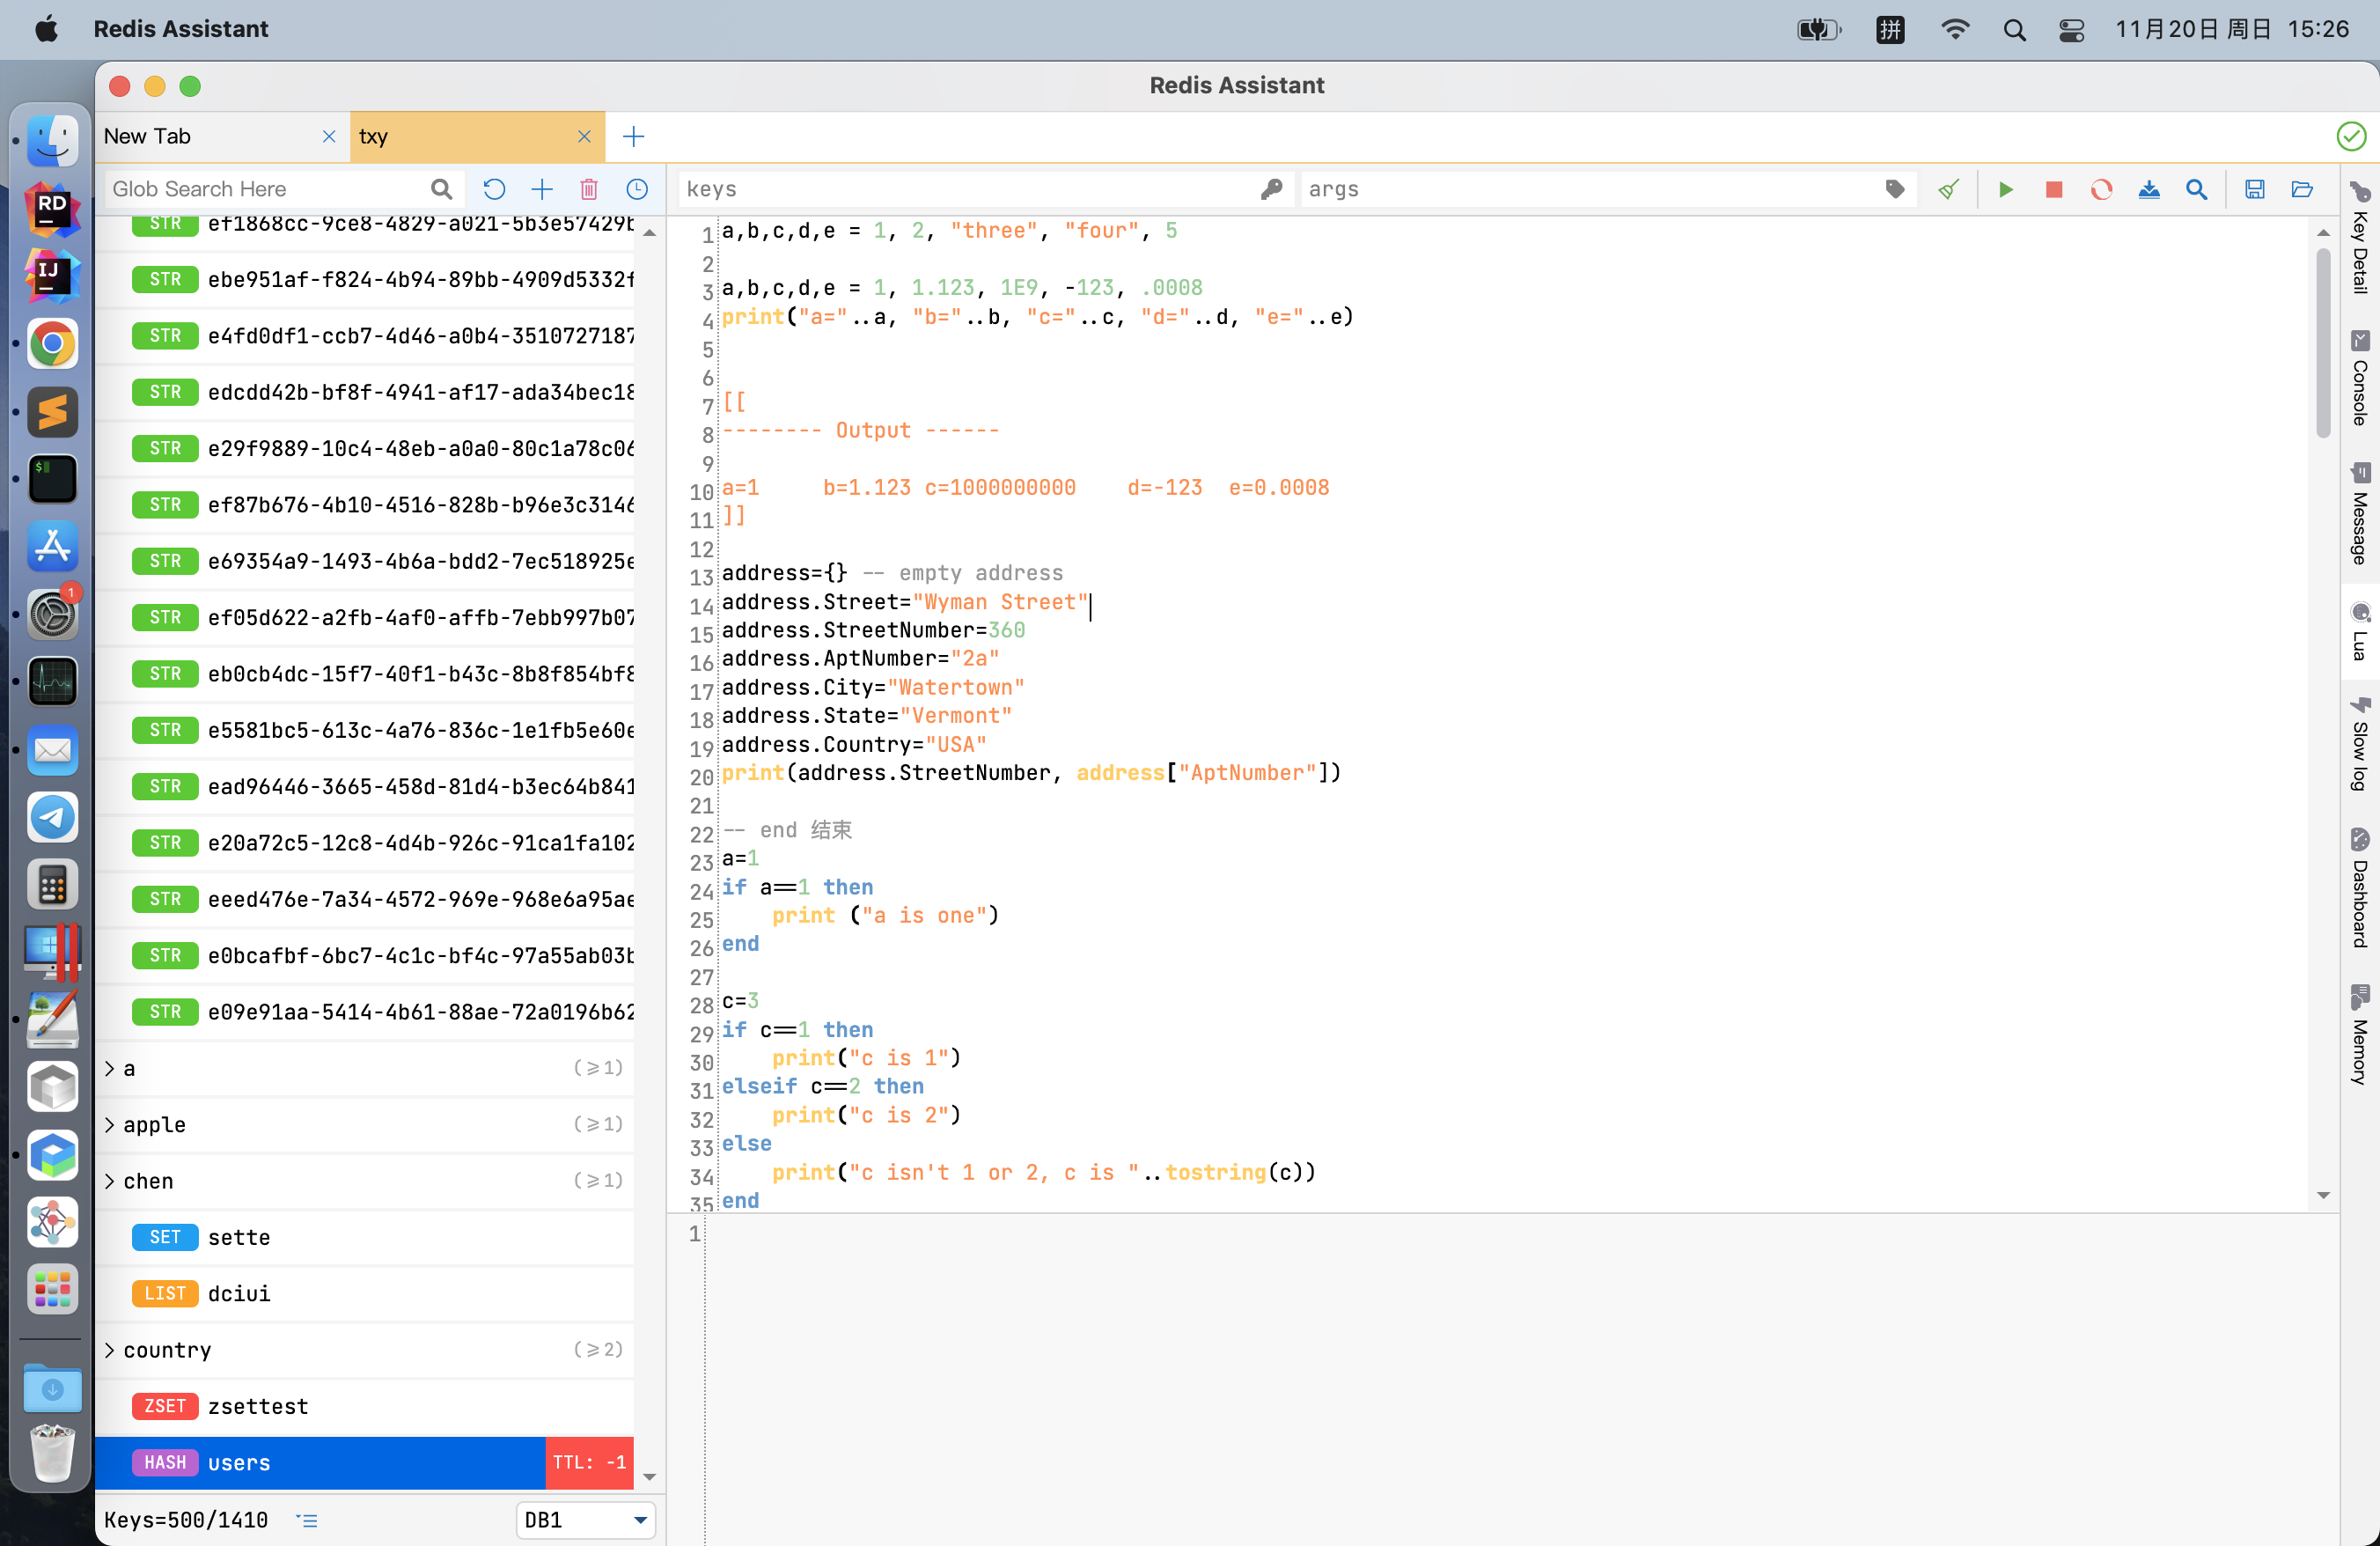 Redis Assistant
拼
11月20日 周日 15:26
Redis Assistant
New Tab
txy
Glob Search Here
keys
args
STR ef1868cc-9ce8-4829-a021-5b3e57429b
STR ebe951af-f824-4b94-89bb-4909d5332f
STR e4fd0df1-ccb7-4d46-a0b4-3510727187
STR edcdd42b-bf8f-4941-af17-ada34bec18
STR e29f9889-10c4-48eb-a0a0-80c1a78c06
STR ef87b676-4b10-4516-828b-b96e3c3146
STR e69354a9-1493-4b6a-bdd2-7ec518925e
STR ef05d622-a2fb-4af0-affb-7ebb997b07
STR eb0cb4dc-15f7-40f1-b43c-8b8f854bf8
STR e5581bc5-613c-4a76-836c-1e1fb5e60e
STR ead96446-3665-458d-81d4-b3ec64b841
STR e20a72c5-12c8-4d4b-926c-91ca1fa102
STR eeed476e-7a34-4572-969e-968e6a95ae
STR e0bcafbf-6bc7-4c1c-bf4c-97a55ab03b
STR e09e91aa-5414-4b61-88ae-72a0196b62
a (⩾1)
apple (⩾1)
chen (⩾1)
SET sette
LIST dciui
country (⩾2)
ZSET zsettest
HASH users TTL: -1
Keys=500/1410
DB1
1 a,b,c,d,e = 1, 2, "three", "four", 5
2
3 a,b,c,d,e = 1, 1.123, 1E9, -123, .0008
4 print("a="..a, "b="..b, "c="..c, "d="..d, "e="..e)
5
6
7 [[
8 -------- Output ------
9
10 a=1     b=1.123 c=1000000000    d=-123  e=0.0008
11 ]]
12
13 address={} -- empty address
14 address.Street="Wyman Street"
15 address.StreetNumber=360
16 address.AptNumber="2a"
17 address.City="Watertown"
18 address.State="Vermont"
19 address.Country="USA"
20 print(address.StreetNumber, address["AptNumber"])
21
22 -- end 结束
23 a=1
24 if a==1 then
25     print ("a is one")
26 end
27
28 c=3
29 if c==1 then
30     print("c is 1")
31 elseif c==2 then
32     print("c is 2")
33 else
34     print("c isn't 1 or 2, c is "..tostring(c))
35 end
1
Key Detail
Console
Message
Lua
Slow log
Dashboard
Memory
RD
IJ
$
1